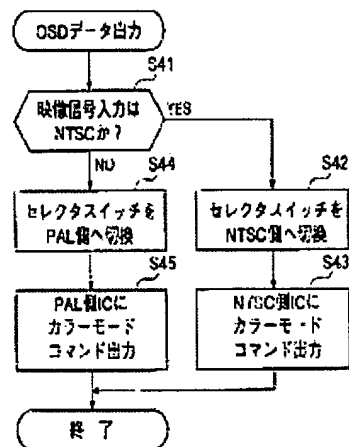 OSDデータ出力
S41
映像信号入力は
NTSCか?
YES
NO
S44
セレクタスイッチを
PAL側へ切換
S42
セレクタスイッチを
NTSC側へ切換
S45
PAL側ICに
カラーモード
コマンド出力
S43
NTSC側ICに
カラーモード
コマンド出力
終了